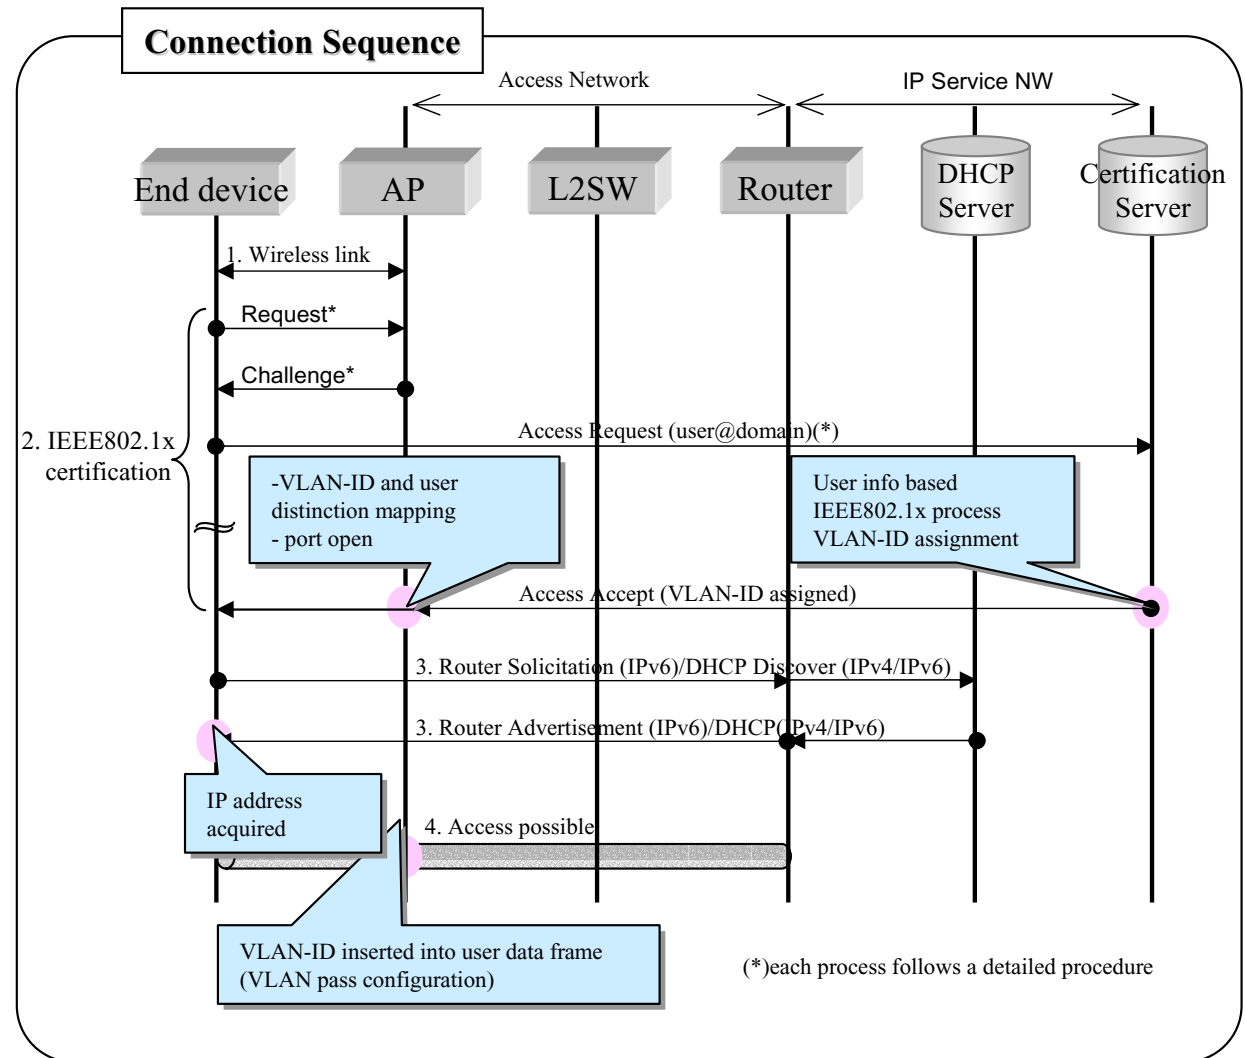 Connection Sequence
Access Network
IP Service NW
End device
AP
L2SW
Router
DHCP
Server
Certification
Server
1. Wireless link
Request*
Challenge*
2. IEEE802.1x
certification
Access Request (user@domain)(*)
-VLAN-ID and user
distinction mapping
- port open
User info based
IEEE802.1x process
VLAN-ID assignment
Access Accept (VLAN-ID assigned)
3. Router Solicitation (IPv6)/DHCP Discover (IPv4/IPv6)
3. Router Advertisement (IPv6)/DHCP(IPv4/IPv6)
IP address
acquired
4. Access possible
VLAN-ID inserted into user data frame
(VLAN pass configuration)
(*)each process follows a detailed procedure